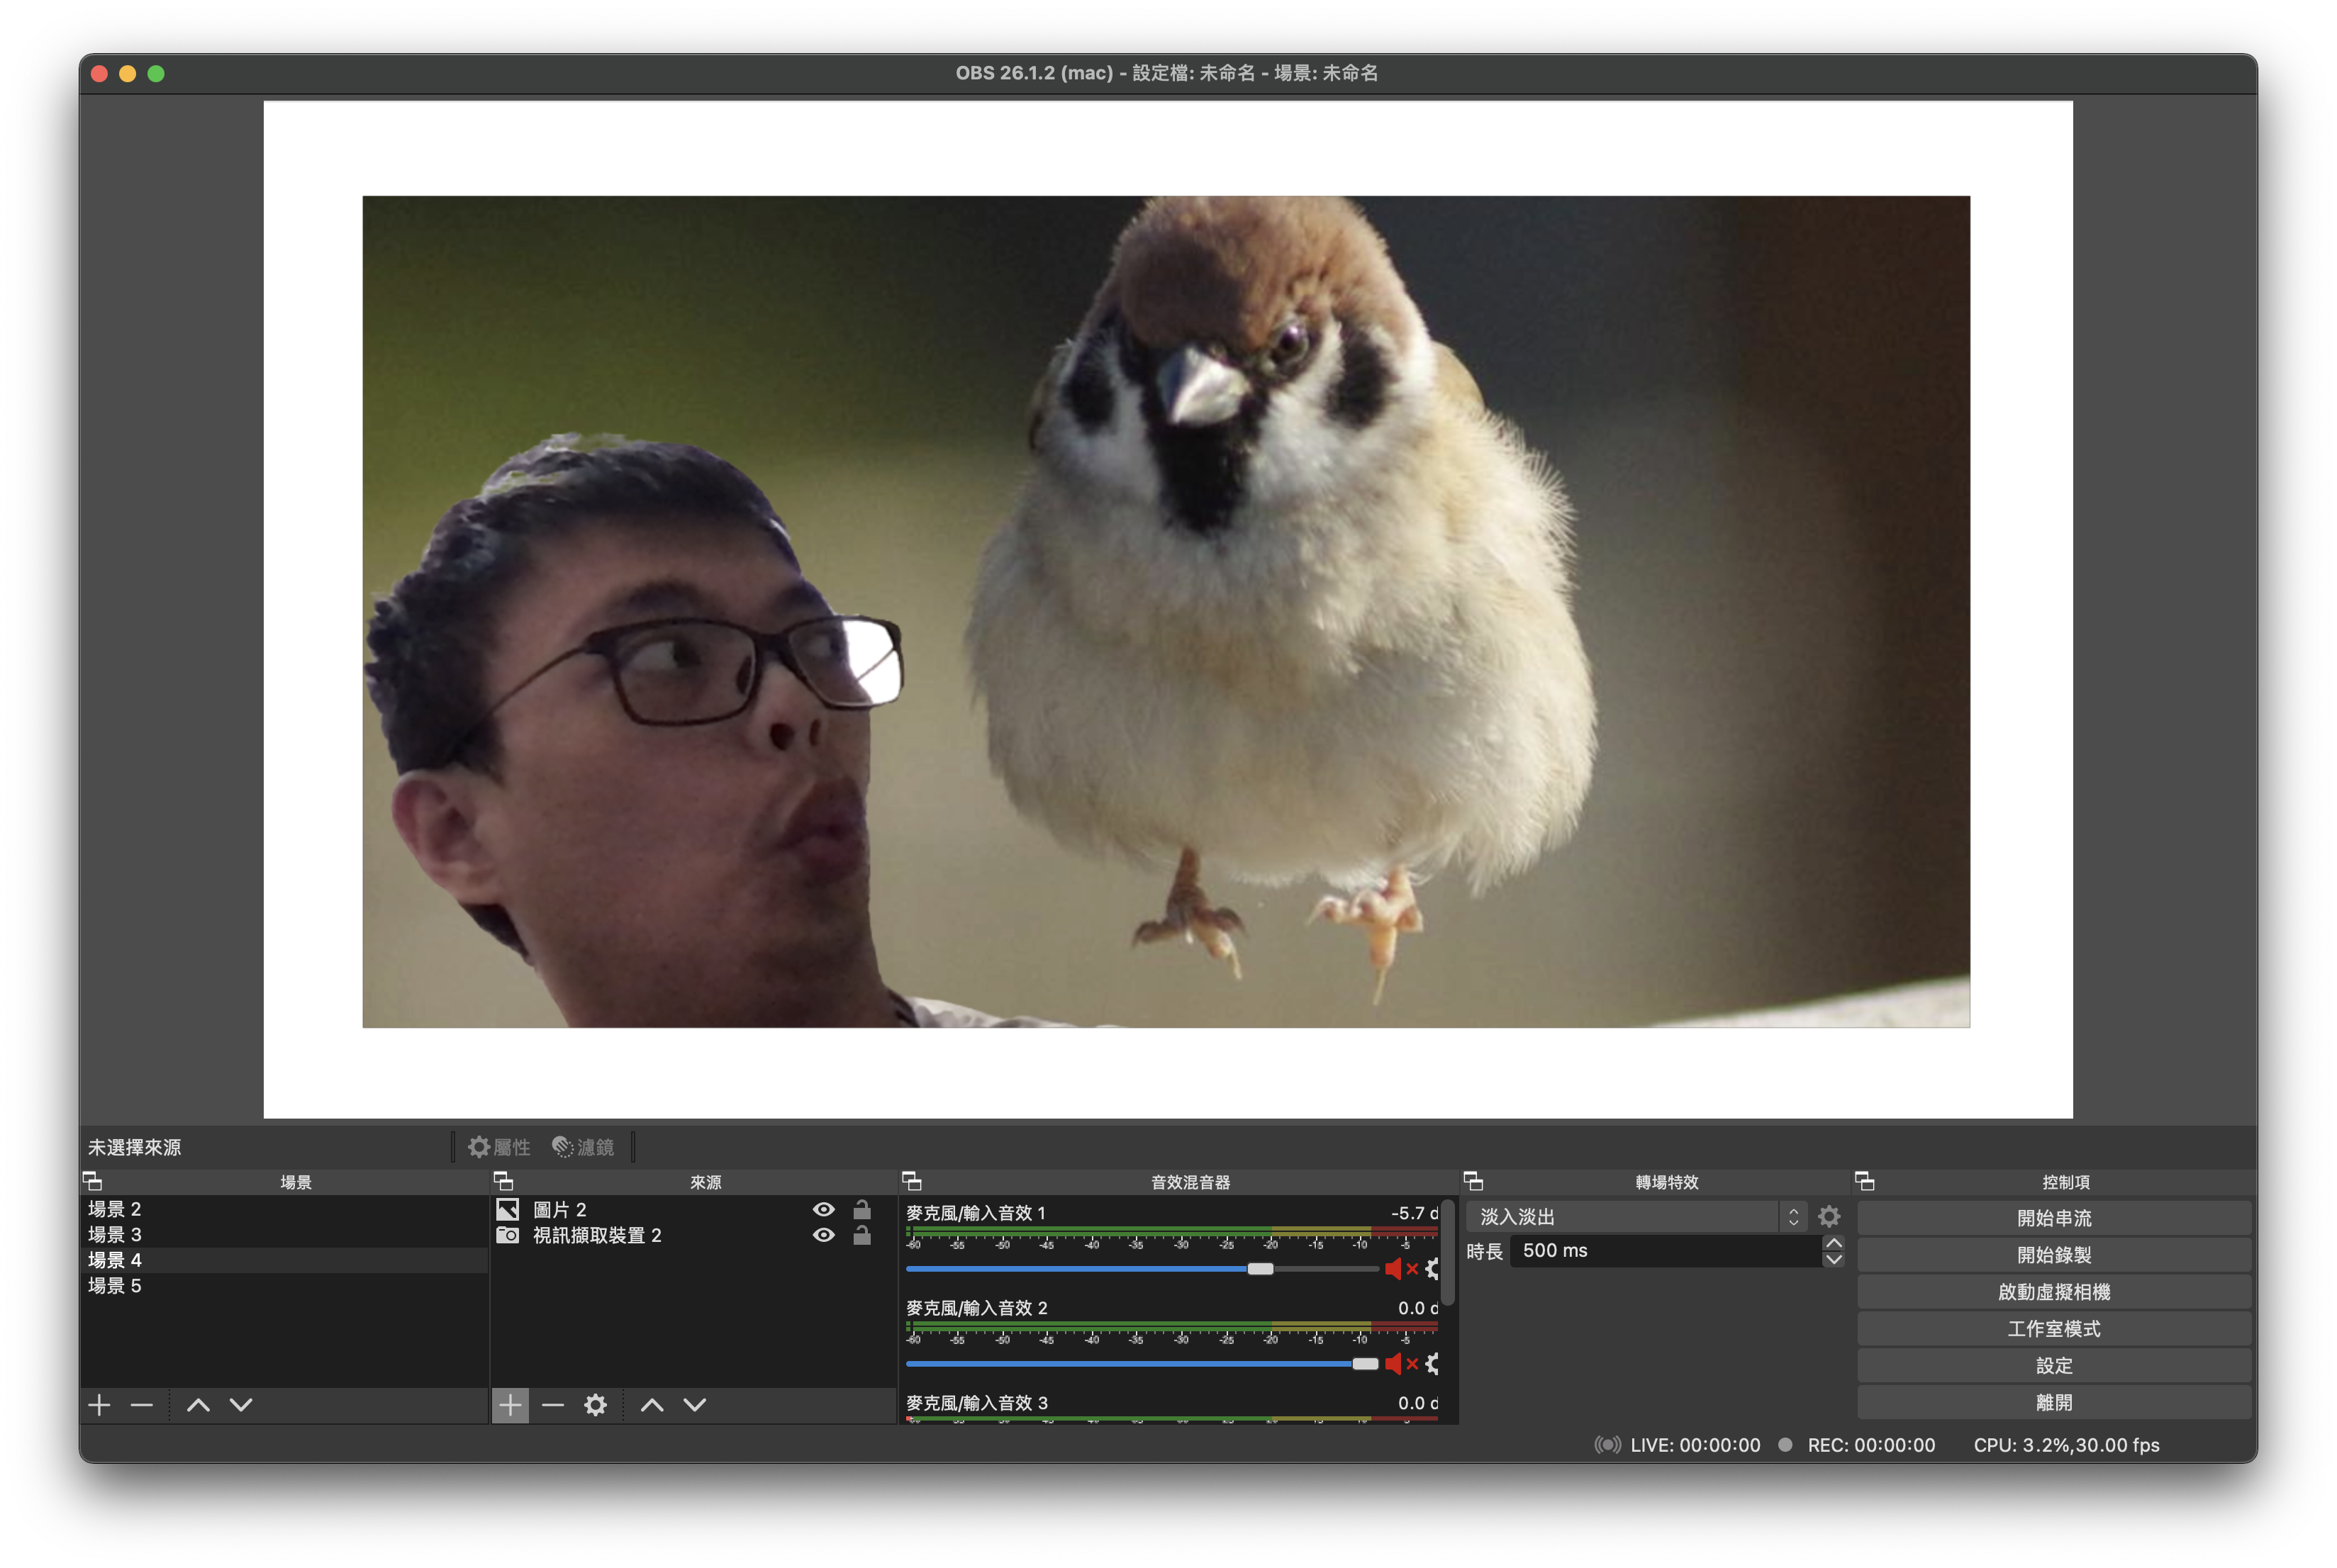 OBS 26.1.2 (mac) - 設定檔: 未命名 - 場景: 未命名
未選擇來源
屬性
濾鏡
場景
場景 2
場景 3
場景 4
場景 5
來源
圖片 2
視訊擷取裝置 2
音效混音器
麥克風/輸入音效 1 -5.7 d
-60 -55 -50 -45 -40 -35 -30 -25 -20 -15 -10 -5
麥克風/輸入音效 2 0.0 d
-60 -55 -50 -45 -40 -35 -30 -25 -20 -15 -10 -5
麥克風/輸入音效 3 0.0 d
轉場特效
淡入淡出
時長 500 ms
控制項
開始串流
開始錄製
啟動虛擬相機
工作室模式
設定
離開
LIVE: 00:00:00 REC: 00:00:00 CPU: 3.2%,30.00 fps